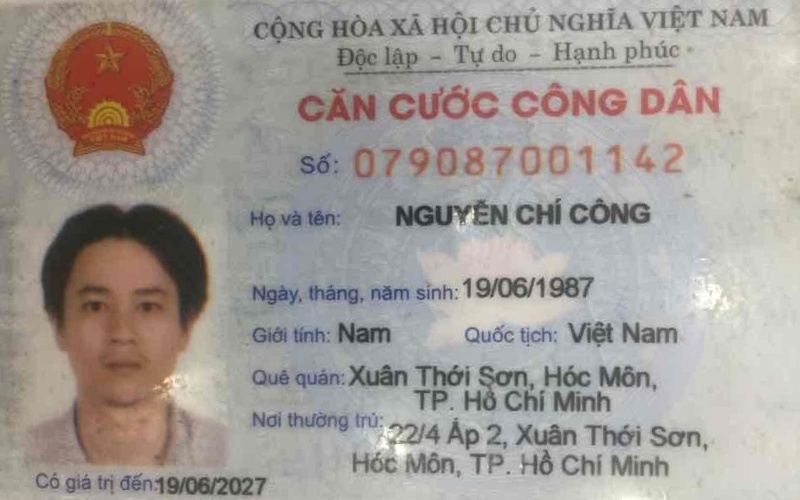 CỘNG HÒA XÃ HỘI CHỦ NGHĨA VIỆT NAM
Độc lập - Tự do - Hạnh phúc
CĂN CƯỚC CÔNG DÂN
Số: 079087001142
Họ và tên: NGUYỄN CHÍ CÔNG
Ngày, tháng, năm sinh: 19/06/1987
Giới tính: Nam Quốc tịch: Việt Nam
Quê quán: Xuân Thới Sơn, Hóc Môn,
TP. Hồ Chí Minh
Nơi thường trú: 22/4 Ấp 2, Xuân Thới Sơn,
Hóc Môn, TP. Hồ Chí Minh
Có giá trị đến: 19/06/2027